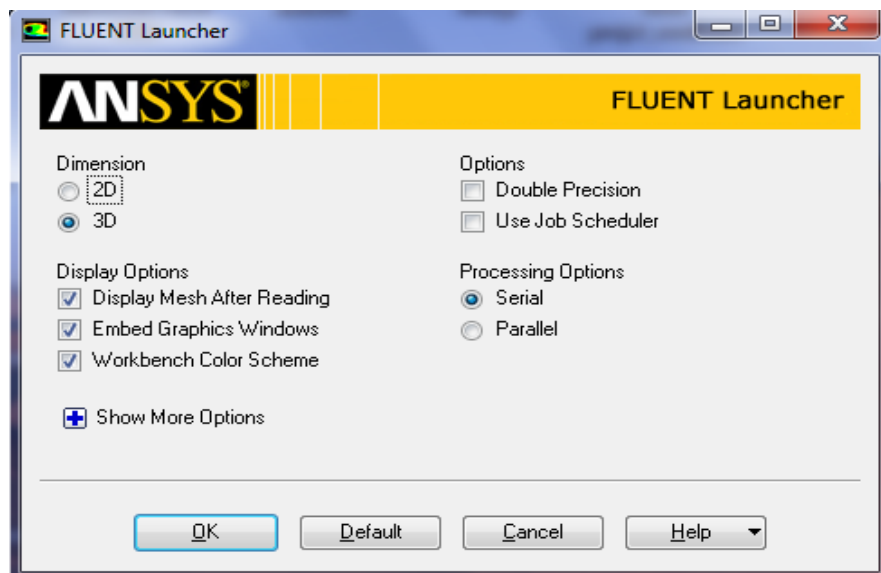 FLUENT Launcher
ANSYS®
FLUENT Launcher
Dimension
2D
3D
Options
Double Precision
Use Job Scheduler
Display Options
Display Mesh After Reading
Embed Graphics Windows
Workbench Color Scheme
Processing Options
Serial
Parallel
Show More Options
OK
Default
Cancel
Help